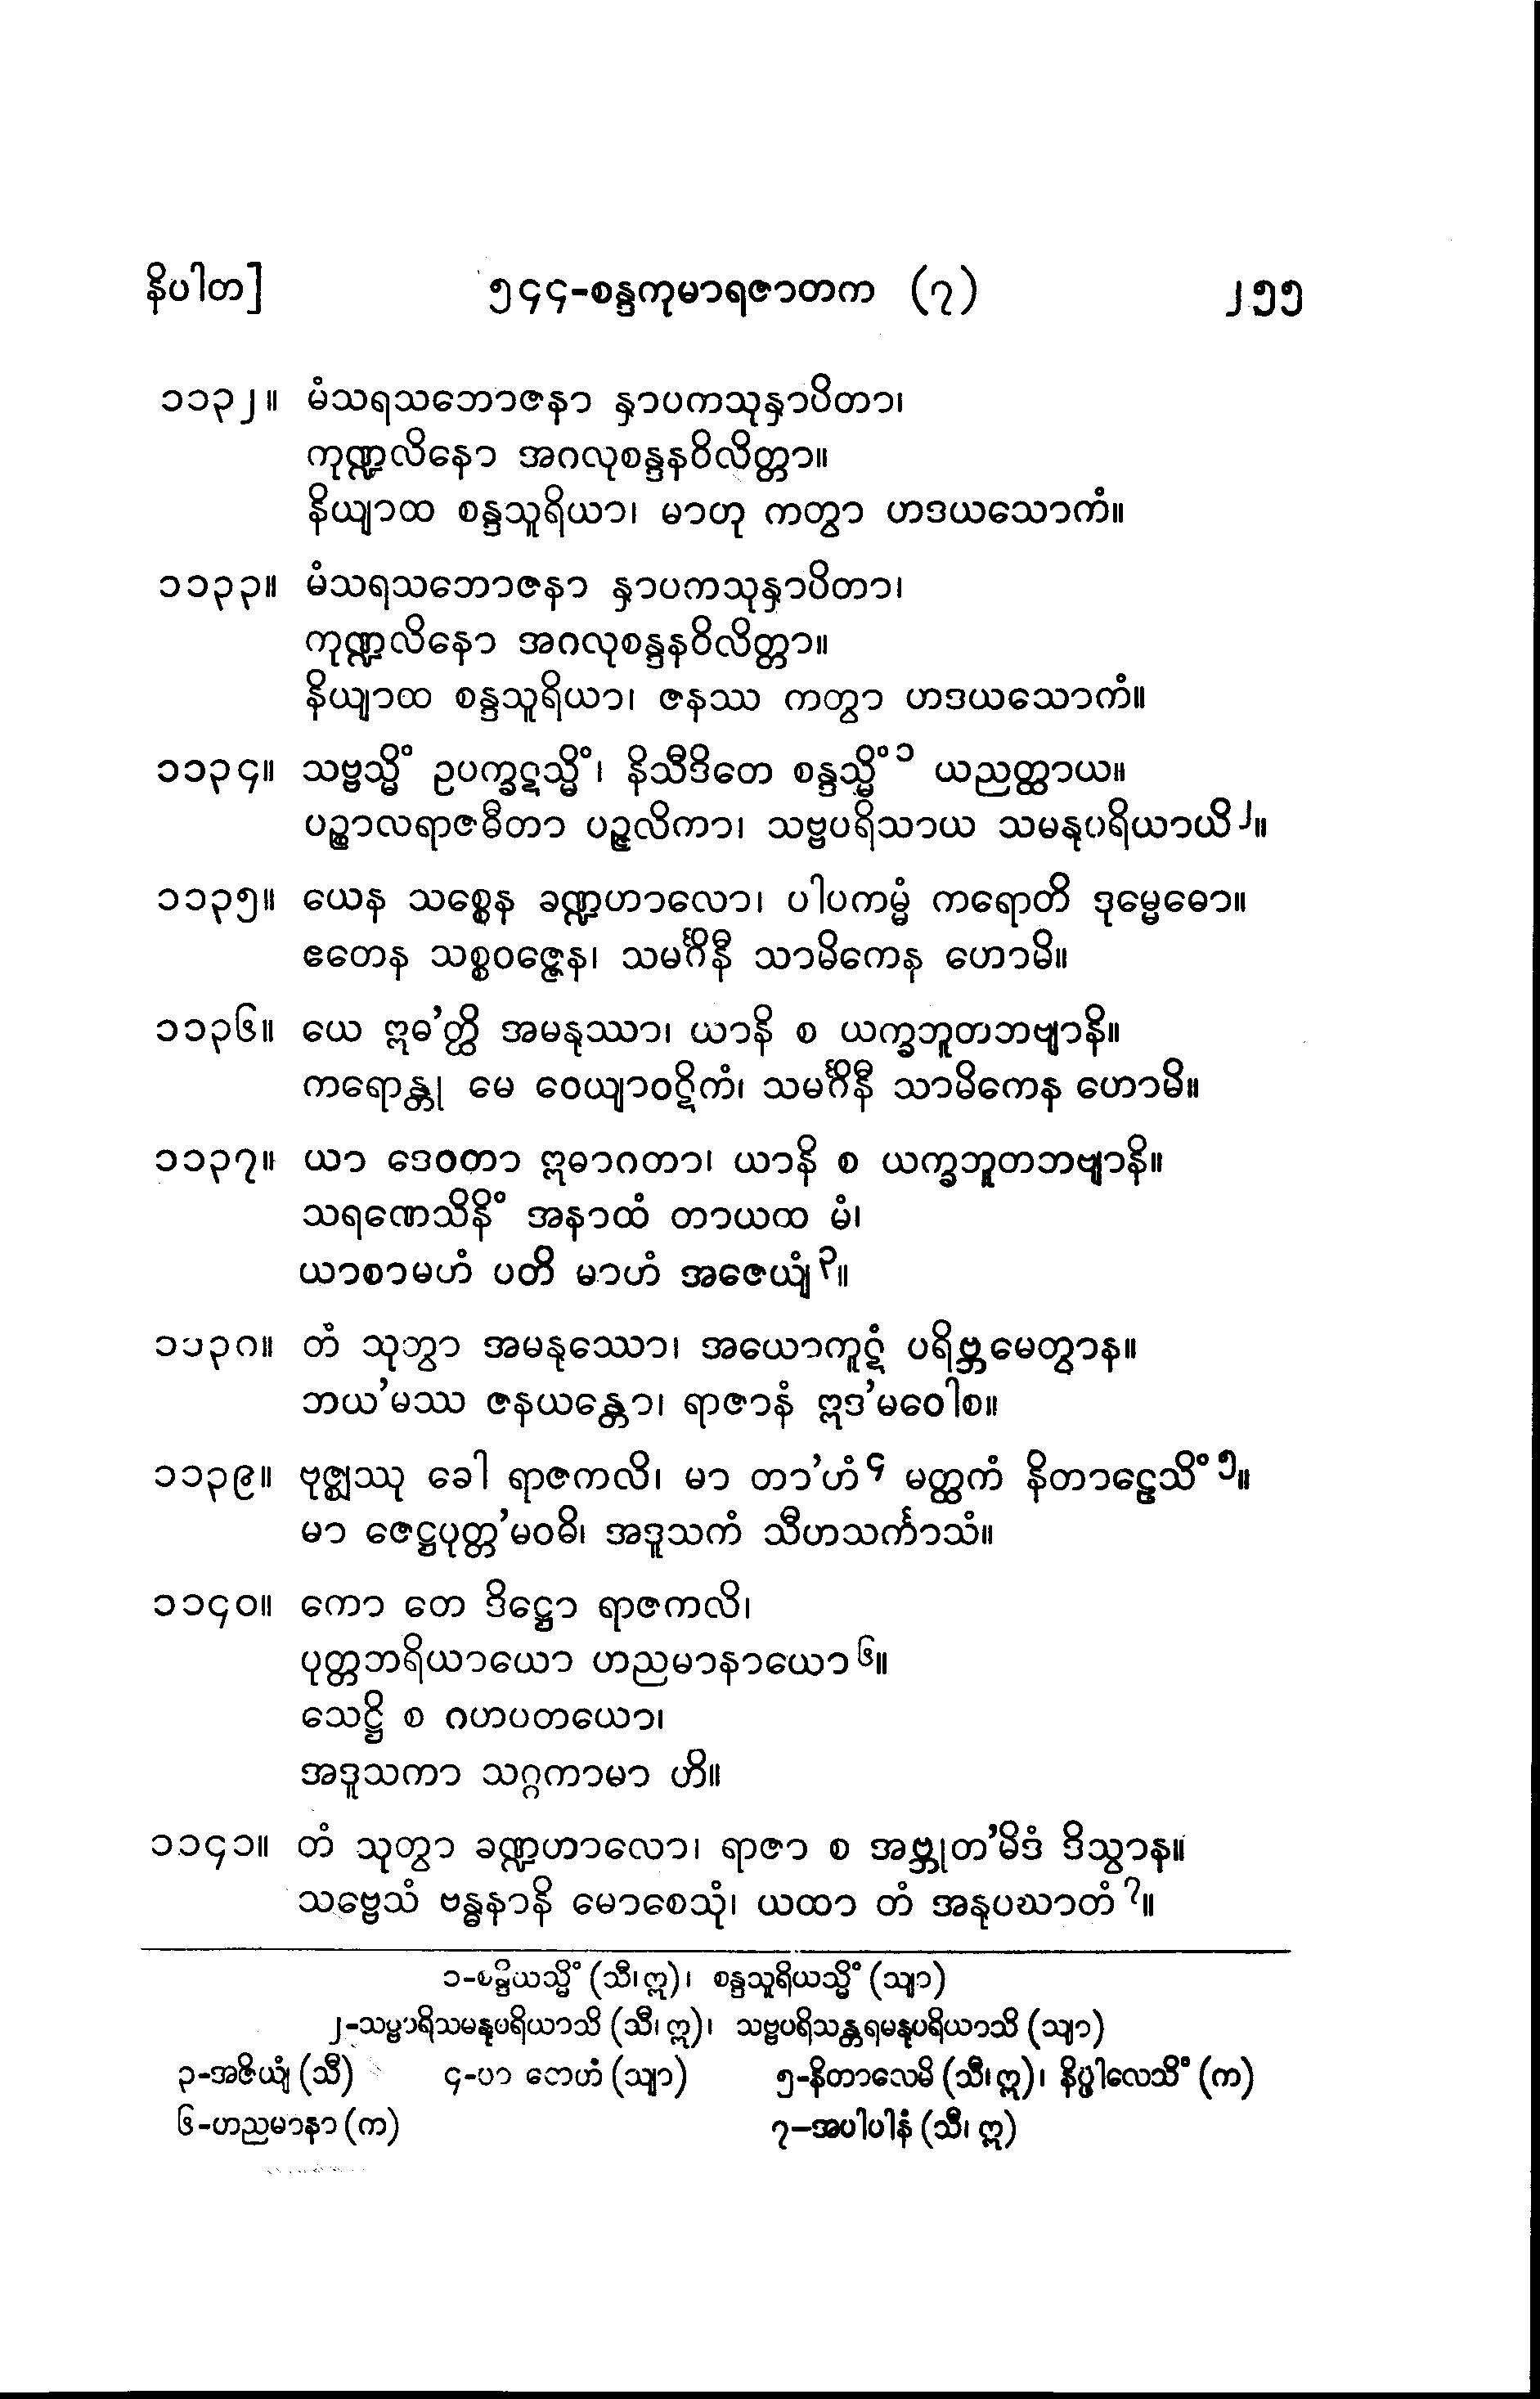 နိပါတ] ၅၄၄-စန္ဒကုမာရဇာတက (၇) ၂၅၅
၁၁၃၂။ မံသရသဘောဇနာ နှာပကသုနှာပိတာ၊
ကုဏ္ဍလိနော အဂလုစန္ဒနဝိလိတ္တာ။
နိယျာထ စန္ဒသူရိယာ၊ မာတု ကတွာ ဟဒယသောကံ။
၁၁၃၃။ မံသရသဘောဇနာ နှာပကသုနှာပိတာ၊
ကုဏ္ဍလိနော အဂလုစန္ဒနဝိလိတ္တာ။
နိယျာထ စန္ဒသူရိယာ၊ ဇနဿ ကတွာ ဟဒယသောကံ။
၁၁၃၄။ သဗ္ဗသ္မိံ ဥပက္ခဋသ္မိံ၊ နိသီဒိတေ စန္ဒသ္မိံ ၁ ယညတ္ထာယ။
ပဉ္စာလရာဇဓီတာ ပဉ္ဇလိကာ၊ သဗ္ဗပရိသာယ သမနုပရိယာယိ ၂။
၁၁၃၅။ ယေန သစ္စေန ခဏ္ဍဟာလော၊ ပါပကမ္မံ ကရောတိ ဒုမ္မေဓော။
ဧတေန သစ္စဝဇ္ဇေန၊ သမင်္ဂိနီ သာမိကေန ဟောမိ။
၁၁၃၆။ ယေ ဣဓ’တ္ထိ အမနုဿာ၊ ယာနိ စ ယက္ခဘူတဘဗျာနိ။
ကရောန္တု မေ ဝေယျာဝဋိကံ၊ သမင်္ဂိနီ သာမိကေန ဟောမိ။
၁၁၃၇။ ယာ ဒေဝတာ ဣဓာဂတာ၊ ယာနိ စ ယက္ခဘူတဘဗျာနိ။
သရဏေသိနိံ အနာထံ တာယထ မံ၊
ယာစာမဟံ ပတိ မာဟံ အဇေယျံ ၃။
၁၁၃၈။ တံ သုတွာ အမနုဿော၊ အယောကူဋံ ပရိဗ္ဘမေတွာန။
ဘယ’မဿ ဇနယန္တော၊ ရာဇာနံ ဣဒ’မဝေါစ။
၁၁၃၉။ ဗုဇ္ဈဿု ခေါ ရာဇကလိ၊ မာ တာ’ဟံ ၄ မတ္ထကံ နိတာဠေသိံ ၅။
မာ ဇေဋ္ဌပုတ္တ’မဝဓိ၊ အဒူသကံ သီဟသင်္ကာသံ။
၁၁၄၀။ ကော တေ ဒိဋ္ဌော ရာဇကလိ၊
ပုတ္တဘရိယာယော ဟညမာနာယော ၆။
သေဋ္ဌိ စ ဂဟပတယော၊
အဒူသကာ သဂ္ဂကာမာ ဟိ။
၁၁၄၁။ တံ သုတွာ ခဏ္ဍဟာလော၊ ရာဇာ စ အဗ္ဘုတ’မိဒံ ဒိသွာန။
သဗ္ဗေသံ ဗန္ဓနာနိ မောစေသုံ၊ ယထာ တံ အနုပဃာတံ ၇။
၁-စန္ဒိယသ္မိံ (သီ၊ ဣ)၊ စန္ဒသူရိယသ္မိံ (သျာ)
၂-သဗ္ဗပရိသမနုပရိယာသိ (သီ၊ ဣ)၊ သဗ္ဗပရိသန္တရမနုပရိယာသိ (သျာ)
၃-အဇိယျံ (သီ) ၄-မာ တေဟံ (သျာ) ၅-နိတာလေမိ (သီ၊ ဣ)၊ နိပ္ဖါလေသိံ (က)
၆-ဟညမာနာ (က) ၇-အပါပါနံ (သီ၊ ဣ)